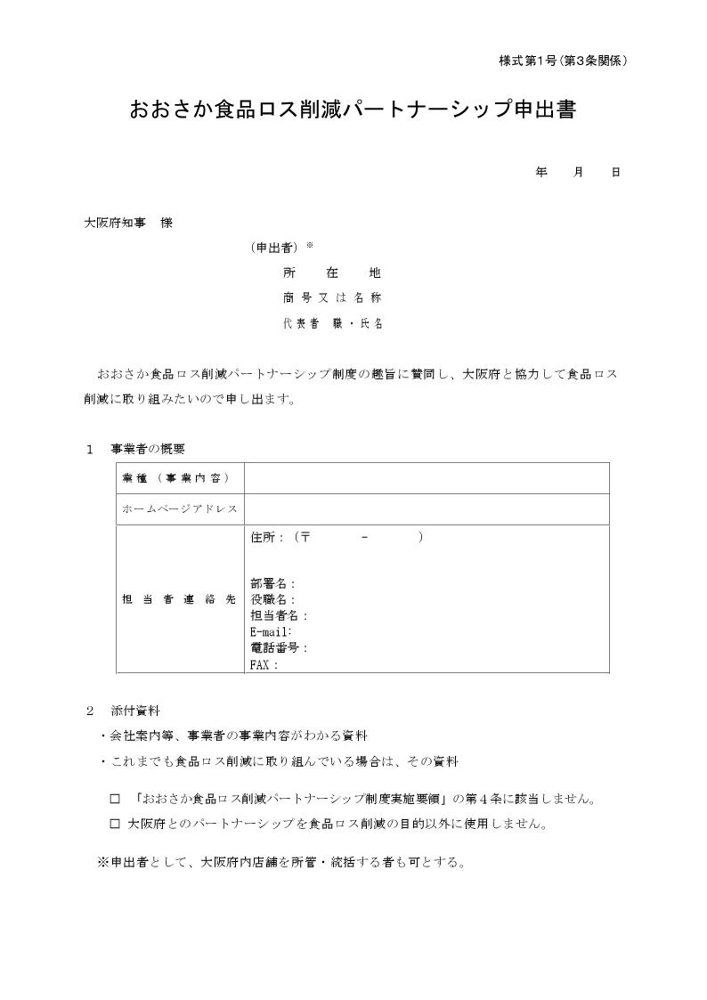 様式第1号（第3条関係）
おおさか食品ロス削減パートナーシップ申出書
年　　月　　日
大阪府知事　様
（申出者）※
所　在　地
商号又は名称
代表者　職・氏名
おおさか食品ロス削減パートナーシップ制度の趣旨に賛同し、大阪府と協力して食品ロス
削減に取り組みたいので申し出ます。
1　事業者の概要
業種（事業内容）
ホームページアドレス
担当者連絡先
住所：（〒　　　－　　　）
部署名：
役職名：
担当者名：
E-mail:
電話番号：
FAX：
2　添付資料
・会社案内等、事業者の事業内容がわかる資料
・これまでも食品ロス削減に取り組んでいる場合は、その資料
□　「おおさか食品ロス削減パートナーシップ制度実施要領」の第４条に該当しません。
□ 大阪府とのパートナーシップを食品ロス削減の目的以外に使用しません。
※申出者として、大阪府内店舗を所管・統括する者も可とする。